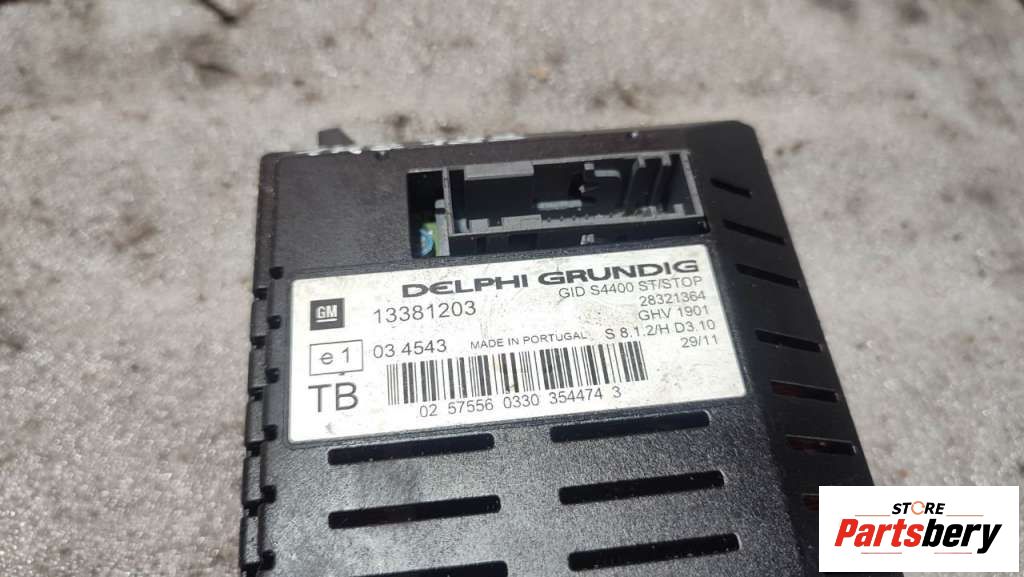 DELPHI GRUNDIG
GID S4400 ST/STOP
GM 13381203
28321364
GHV 1901
e1 03 4543 MADE IN PORTUGAL S 8.1.2/H D3.10
29/11
TB
02 57556 0330 354474 3
STORE
Partsbery